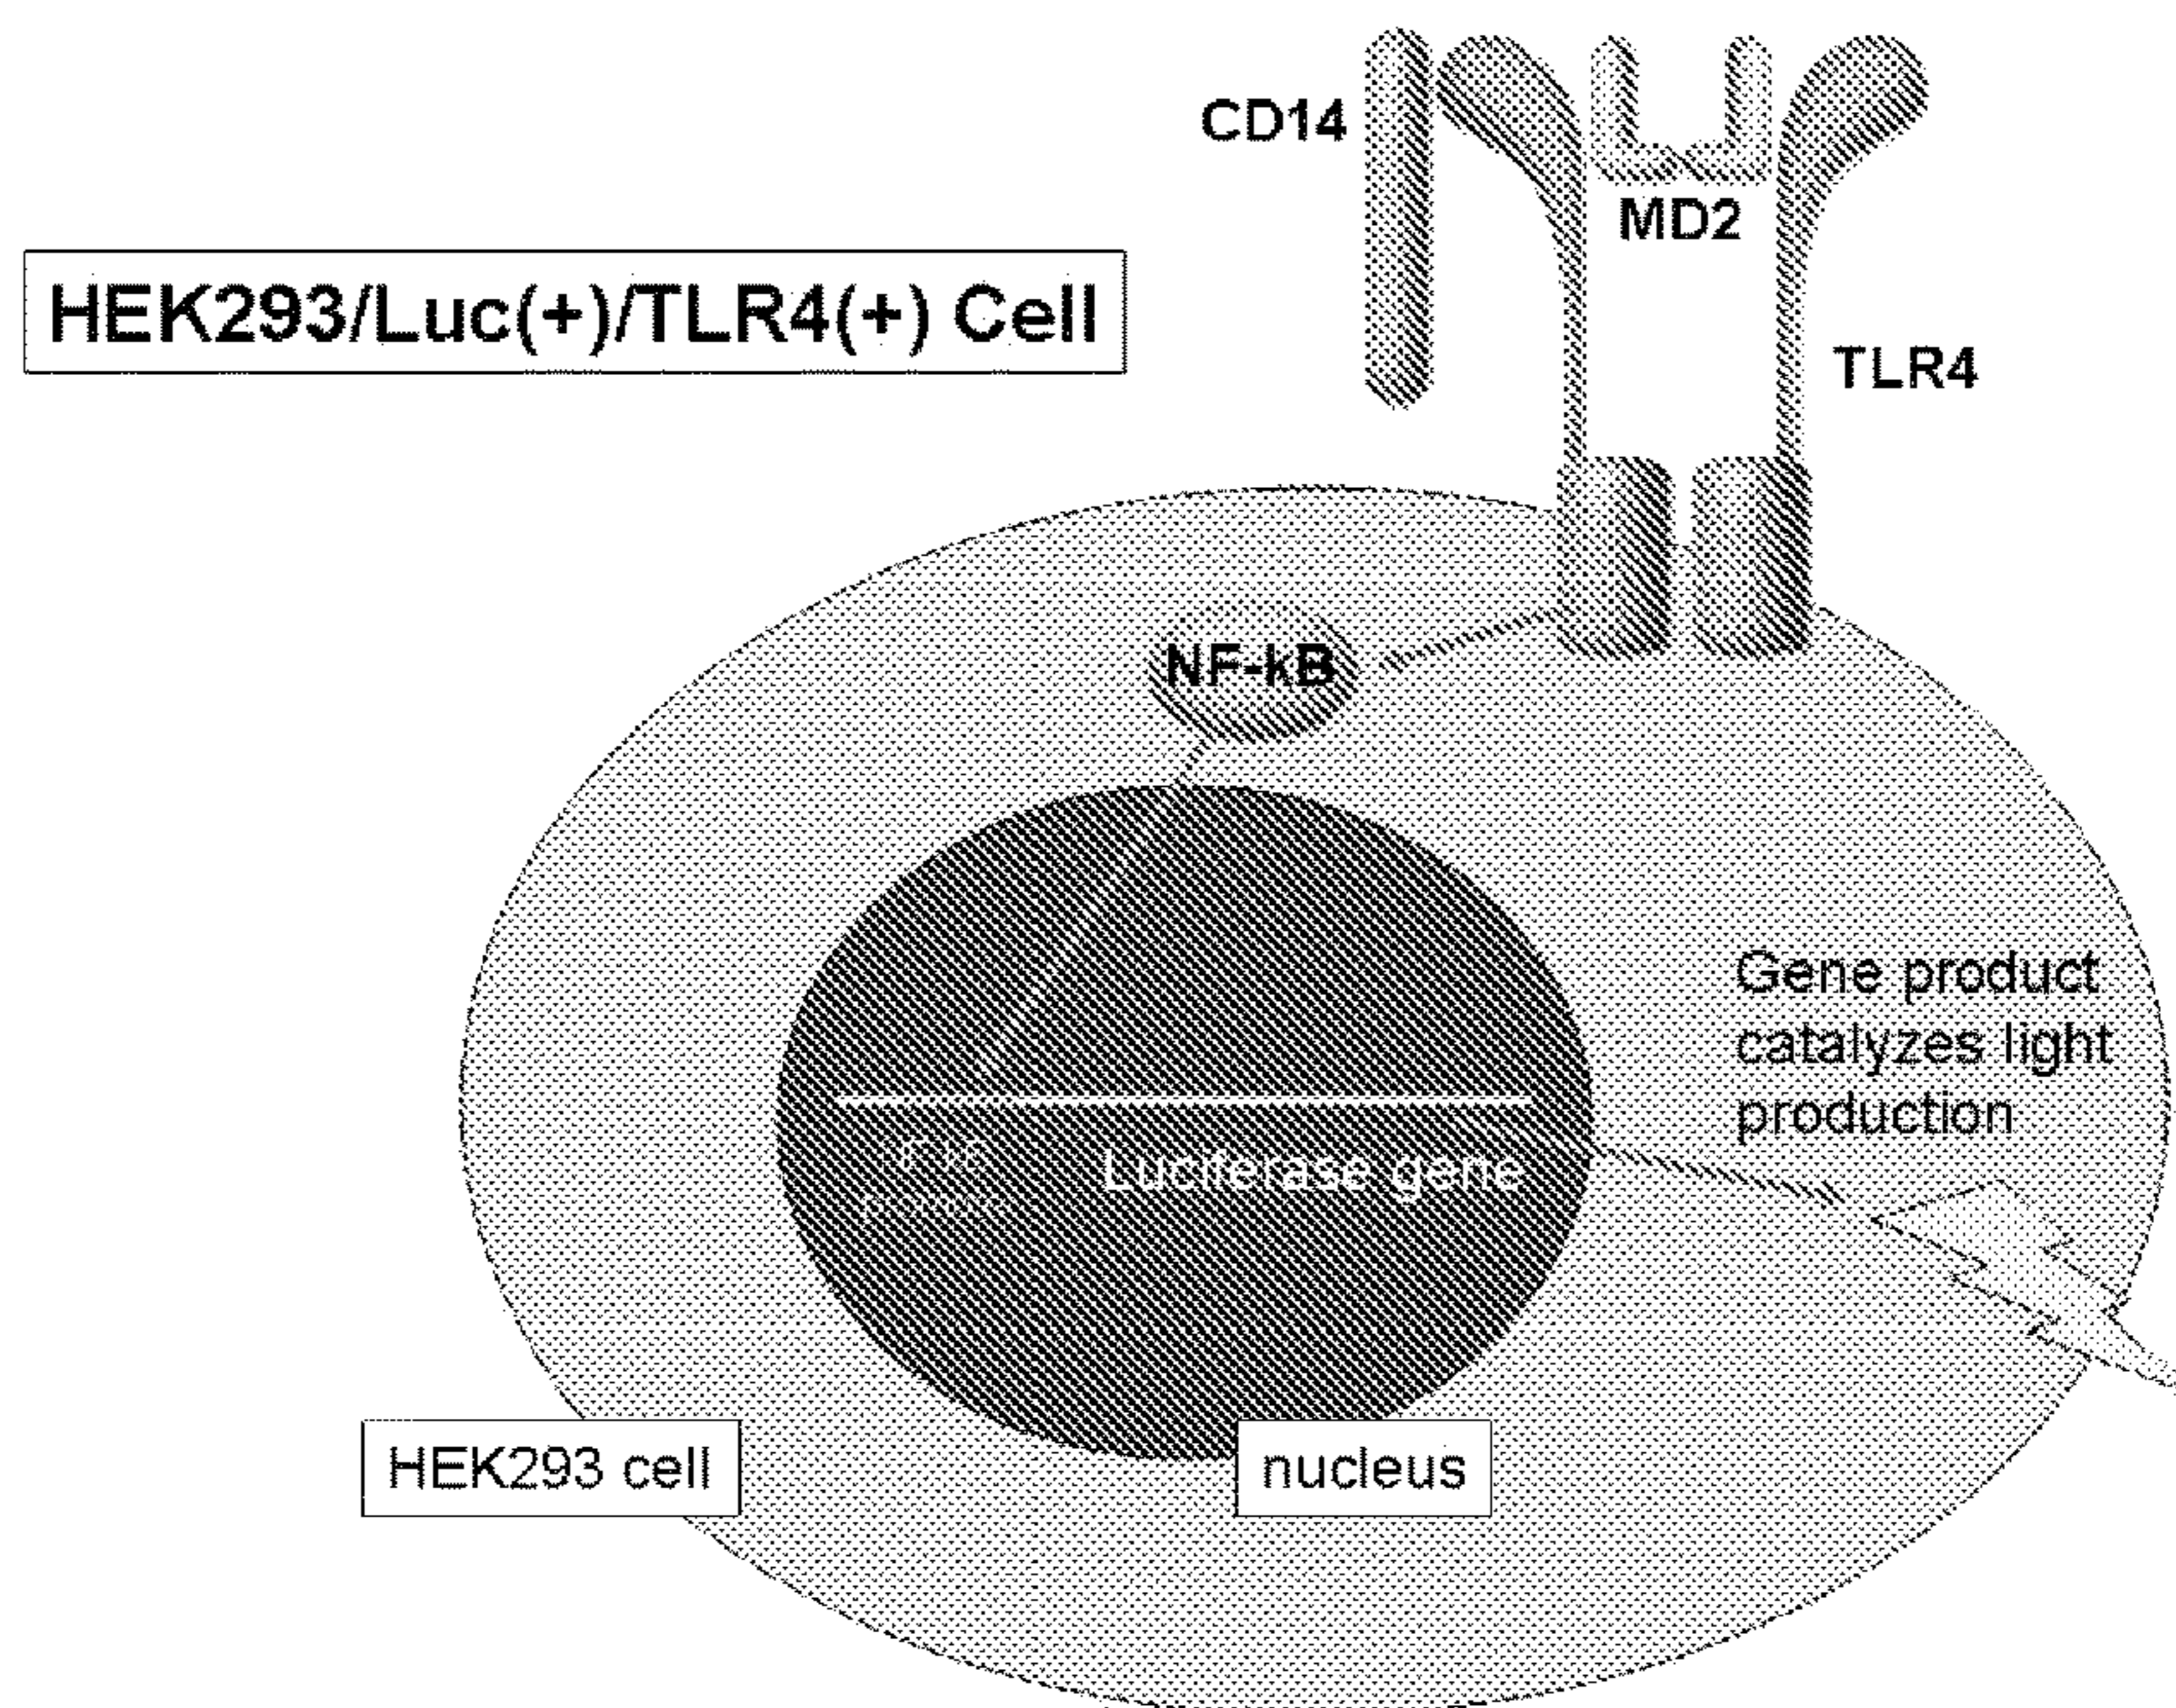 CD14
MD2
HEK293/Luc(+)/TLR4(+) Cell
TLR4
NF-kB
Gene product
catalyzes light
production
Luciferase gene
HEK293 cell
nucleus